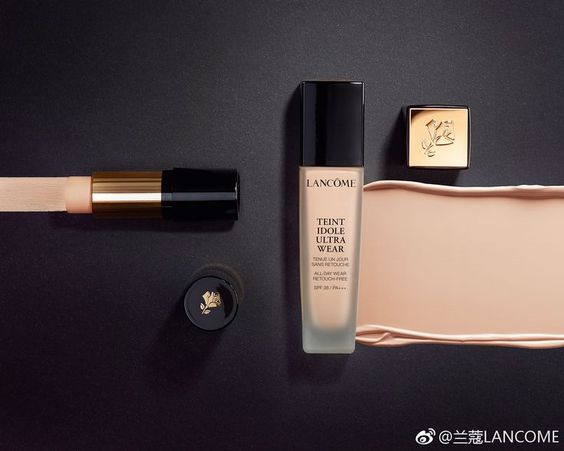 LANCÔME
TEINT
IDOLE
ULTRA
WEAR
TENUE UN JOUR
SANS RETOUCHE
ALL-DAY WEAR
RETOUCH-FREE
SPF 38 / PA+++
@兰蔻LANCOME